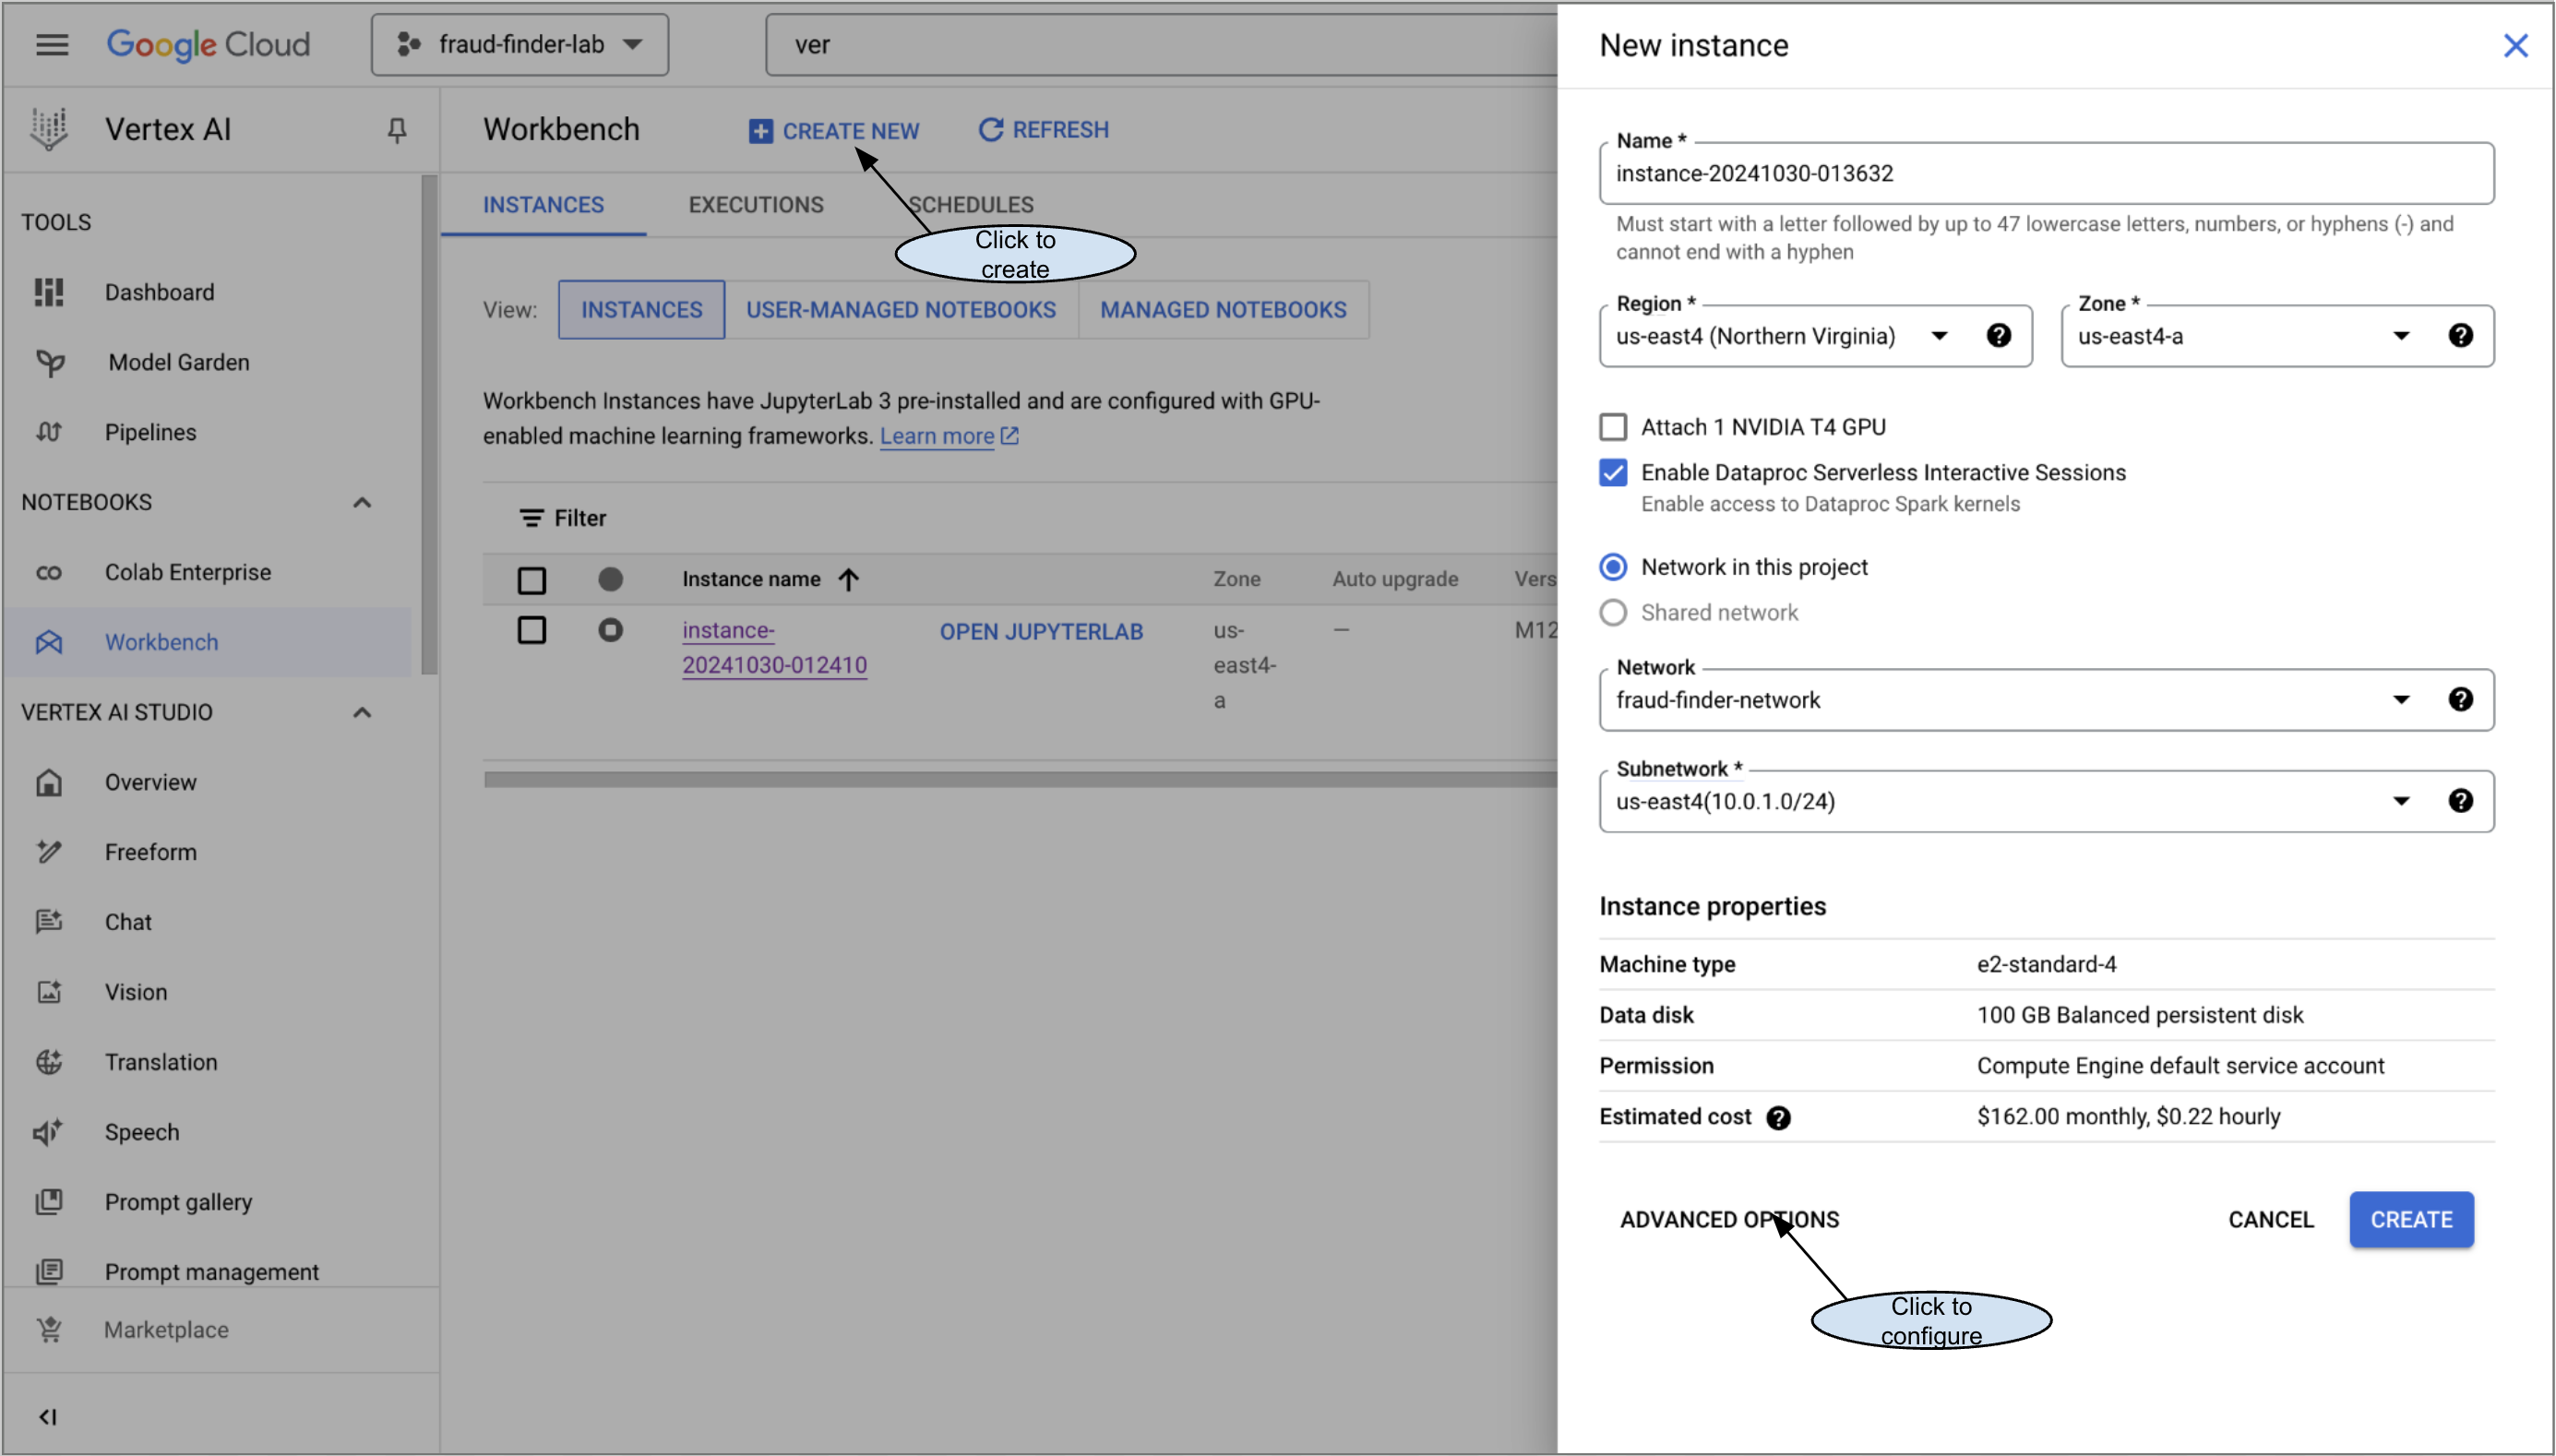 Google Cloud
fraud-finder-lab
ver
Vertex AI
TOOLS
Dashboard
Model Garden
Pipelines
NOTEBOOKS
Colab Enterprise
Workbench
VERTEX AI STUDIO
Overview
Freeform
Chat
Vision
Translation
Speech
Prompt gallery
Prompt management
Marketplace
Workbench
CREATE NEW
REFRESH
INSTANCES
EXECUTIONS
SCHEDULES
Click to
create
View:
INSTANCES
USER-MANAGED NOTEBOOKS
MANAGED NOTEBOOKS
Workbench Instances have JupyterLab 3 pre-installed and are configured with GPU-
enabled machine learning frameworks. Learn more
Filter
Instance name
Zone
Auto upgrade
Vers
instance-
20241030-012410
OPEN JUPYTERLAB
us-
east4-
a
—
M12
New instance
Name *
instance-20241030-013632
Must start with a letter followed by up to 47 lowercase letters, numbers, or hyphens (-) and
cannot end with a hyphen
Region *
us-east4 (Northern Virginia)
Zone *
us-east4-a
Attach 1 NVIDIA T4 GPU
Enable Dataproc Serverless Interactive Sessions
Enable access to Dataproc Spark kernels
Network in this project
Shared network
Network
fraud-finder-network
Subnetwork *
us-east4(10.0.1.0/24)
Instance properties
Machine type
e2-standard-4
Data disk
100 GB Balanced persistent disk
Permission
Compute Engine default service account
Estimated cost
$162.00 monthly, $0.22 hourly
ADVANCED OPTIONS
CANCEL
CREATE
Click to
configure